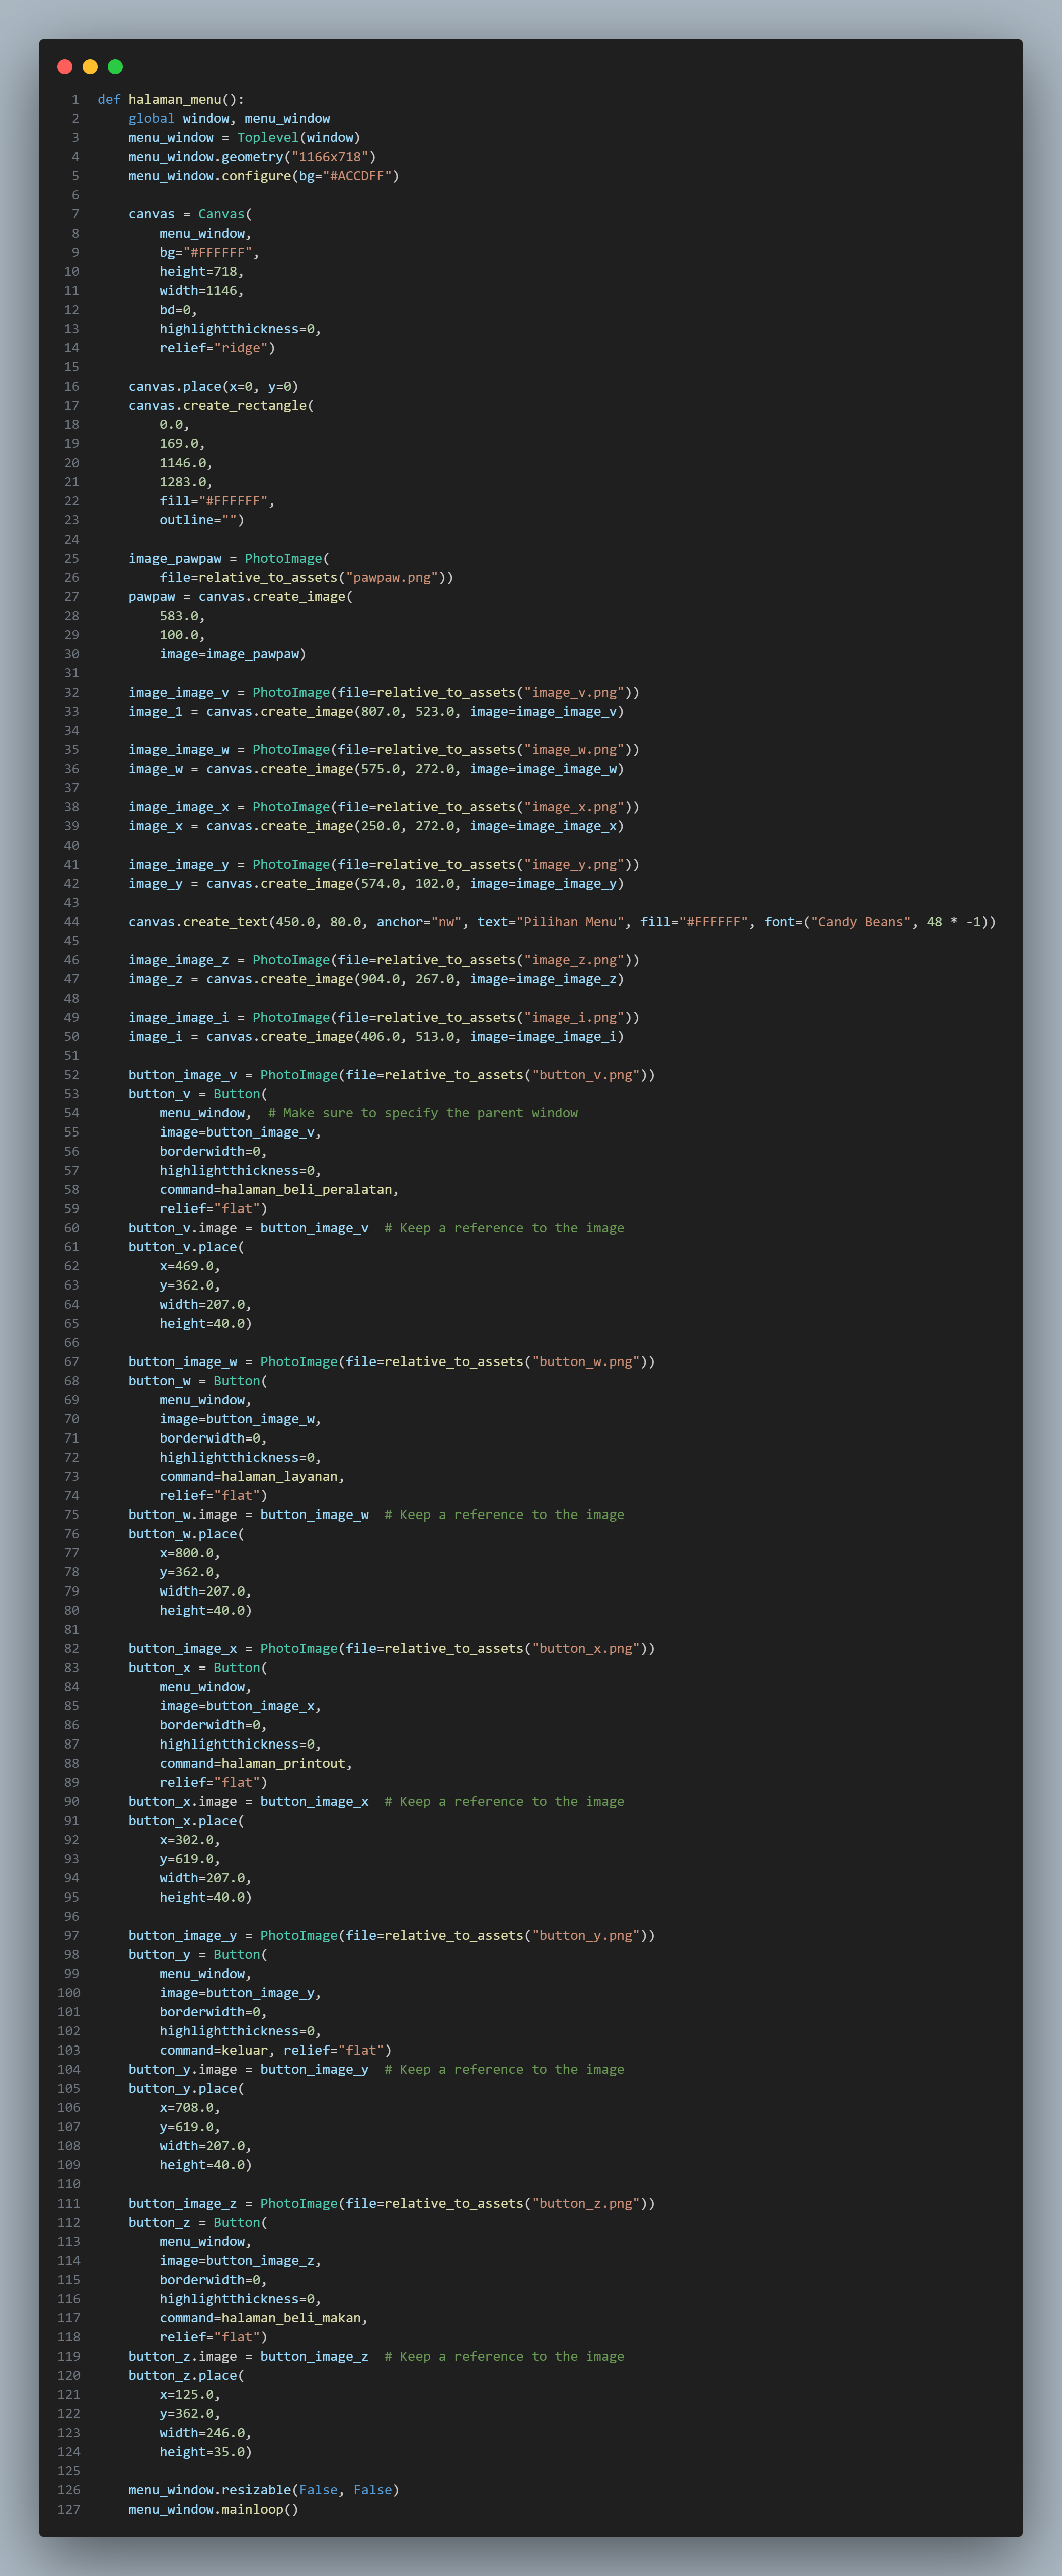 1 def halaman_menu():
2     global window, menu_window
3     menu_window = Toplevel(window)
4     menu_window.geometry("1166x718")
5     menu_window.configure(bg="#ACCDFF")
6
7     canvas = Canvas(
8         menu_window,
9         bg="#FFFFFF",
10         height=718,
11         width=1146,
12         bd=0,
13         highlightthickness=0,
14         relief="ridge")
15
16     canvas.place(x=0, y=0)
17     canvas.create_rectangle(
18         0.0,
19         169.0,
20         1146.0,
21         1283.0,
22         fill="#FFFFFF",
23         outline="")
24
25     image_pawpaw = PhotoImage(
26         file=relative_to_assets("pawpaw.png"))
27     pawpaw = canvas.create_image(
28         583.0,
29         100.0,
30         image=image_pawpaw)
31
32     image_image_v = PhotoImage(file=relative_to_assets("image_v.png"))
33     image_1 = canvas.create_image(807.0, 523.0, image=image_image_v)
34
35     image_image_w = PhotoImage(file=relative_to_assets("image_w.png"))
36     image_w = canvas.create_image(575.0, 272.0, image=image_image_w)
37
38     image_image_x = PhotoImage(file=relative_to_assets("image_x.png"))
39     image_x = canvas.create_image(250.0, 272.0, image=image_image_x)
40
41     image_image_y = PhotoImage(file=relative_to_assets("image_y.png"))
42     image_y = canvas.create_image(574.0, 102.0, image=image_image_y)
43
44     canvas.create_text(450.0, 80.0, anchor="nw", text="Pilihan Menu", fill="#FFFFFF", font=("Candy Beans", 48 * -1))
45
46     image_image_z = PhotoImage(file=relative_to_assets("image_z.png"))
47     image_z = canvas.create_image(904.0, 267.0, image=image_image_z)
48
49     image_image_i = PhotoImage(file=relative_to_assets("image_i.png"))
50     image_i = canvas.create_image(406.0, 513.0, image=image_image_i)
51
52     button_image_v = PhotoImage(file=relative_to_assets("button_v.png"))
53     button_v = Button(
54         menu_window,  # Make sure to specify the parent window
55         image=button_image_v,
56         borderwidth=0,
57         highlightthickness=0,
58         command=halaman_beli_peralatan,
59         relief="flat")
60     button_v.image = button_image_v  # Keep a reference to the image
61     button_v.place(
62         x=469.0,
63         y=362.0,
64         width=207.0,
65         height=40.0)
66
67     button_image_w = PhotoImage(file=relative_to_assets("button_w.png"))
68     button_w = Button(
69         menu_window,
70         image=button_image_w,
71         borderwidth=0,
72         highlightthickness=0,
73         command=halaman_layanan,
74         relief="flat")
75     button_w.image = button_image_w  # Keep a reference to the image
76     button_w.place(
77         x=800.0,
78         y=362.0,
79         width=207.0,
80         height=40.0)
81
82     button_image_x = PhotoImage(file=relative_to_assets("button_x.png"))
83     button_x = Button(
84         menu_window,
85         image=button_image_x,
86         borderwidth=0,
87         highlightthickness=0,
88         command=halaman_printout,
89         relief="flat")
90     button_x.image = button_image_x  # Keep a reference to the image
91     button_x.place(
92         x=302.0,
93         y=619.0,
94         width=207.0,
95         height=40.0)
96
97     button_image_y = PhotoImage(file=relative_to_assets("button_y.png"))
98     button_y = Button(
99         menu_window,
100         image=button_image_y,
101         borderwidth=0,
102         highlightthickness=0,
103         command=keluar, relief="flat")
104     button_y.image = button_image_y  # Keep a reference to the image
105     button_y.place(
106         x=708.0,
107         y=619.0,
108         width=207.0,
109         height=40.0)
110
111     button_image_z = PhotoImage(file=relative_to_assets("button_z.png"))
112     button_z = Button(
113         menu_window,
114         image=button_image_z,
115         borderwidth=0,
116         highlightthickness=0,
117         command=halaman_beli_makan,
118         relief="flat")
119     button_z.image = button_image_z  # Keep a reference to the image
120     button_z.place(
121         x=125.0,
122         y=362.0,
123         width=246.0,
124         height=35.0)
125
126     menu_window.resizable(False, False)
127     menu_window.mainloop()